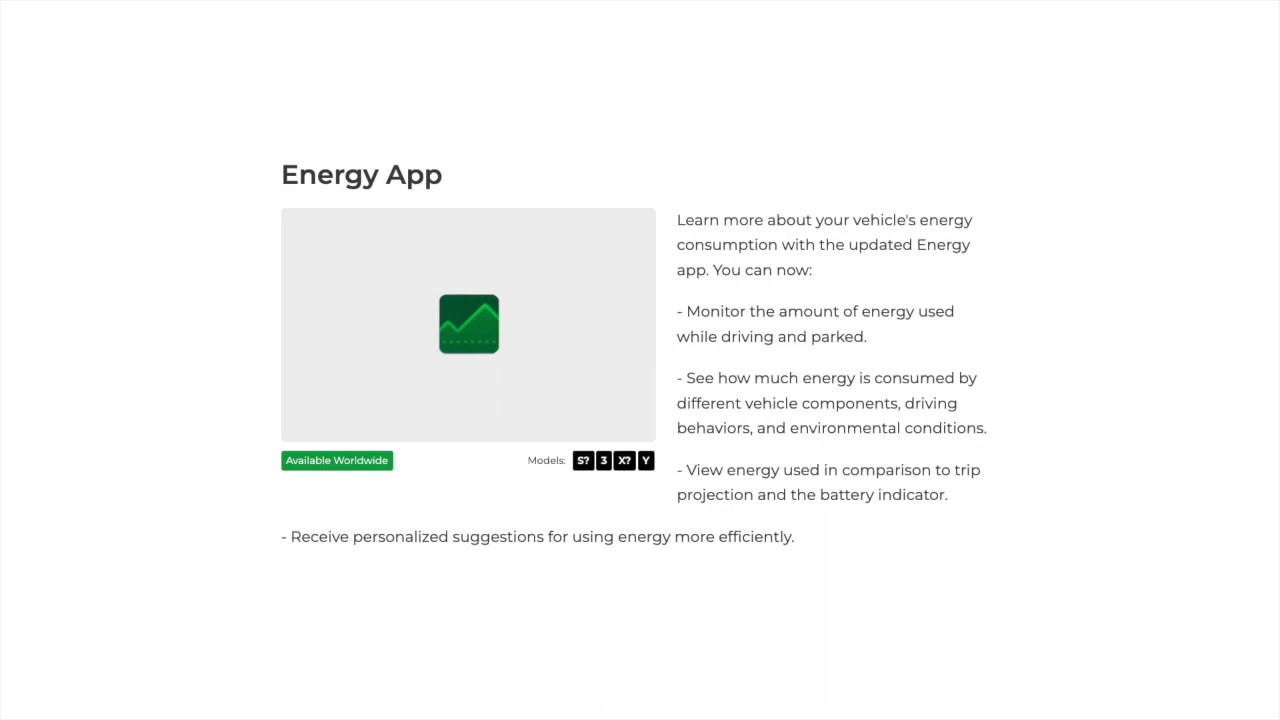 Energy App
Learn more about your vehicle's energy
consumption with the updated Energy
app. You can now:
- Monitor the amount of energy used
while driving and parked.
- See how much energy is consumed by
different vehicle components, driving
behaviors, and environmental conditions.
- View energy used in comparison to trip
projection and the battery indicator.
Available Worldwide
Models: S? 3 X? Y
- Receive personalized suggestions for using energy more efficiently.